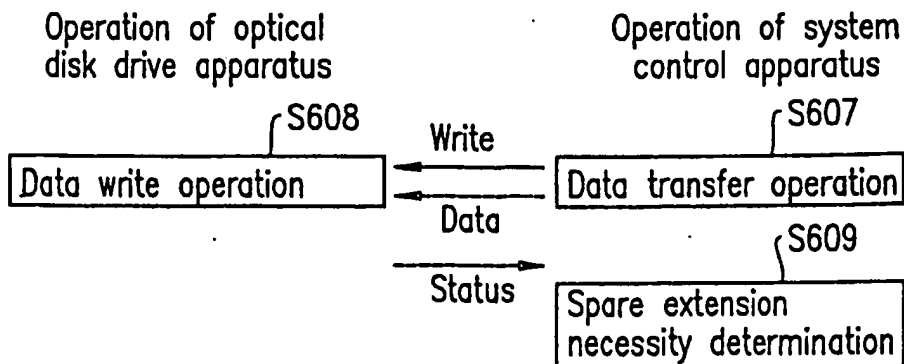 Operation of optical
disk drive apparatus
Operation of system
control apparatus
S608
S607
Write
Data write operation
Data transfer operation
Data
S609
Status
Spare extension
necessity determination